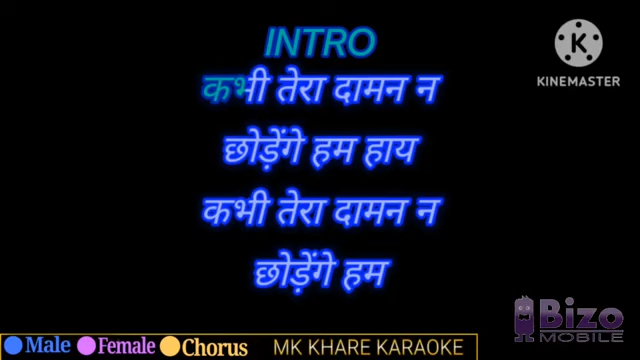 INTRO
कभी तेरा दामन न
छोड़ेंगे हम हाय
कभी तेरा दामन न
छोड़ेंगे हम
KINEMASTER
Bizo
MOBILE
Male Female Chorus MK KHARE KARAOKE